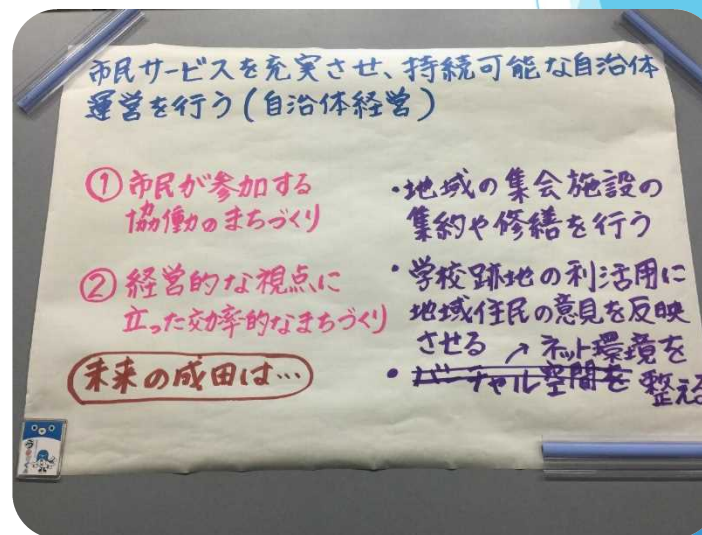 市民サービスを充実させ、持続可能な自治体
運営を行う(自治体経営)
①市民が参加する
協働のまちづくり
②経営的な視点に
立った効率的なまちづくり
未来の成田は…
・地域の集会施設の
集約や修繕を行う
・学校跡地の利活用に
地域住民の意見を反映
させる
↗ネット環境を
・バーチャル空間を 整える